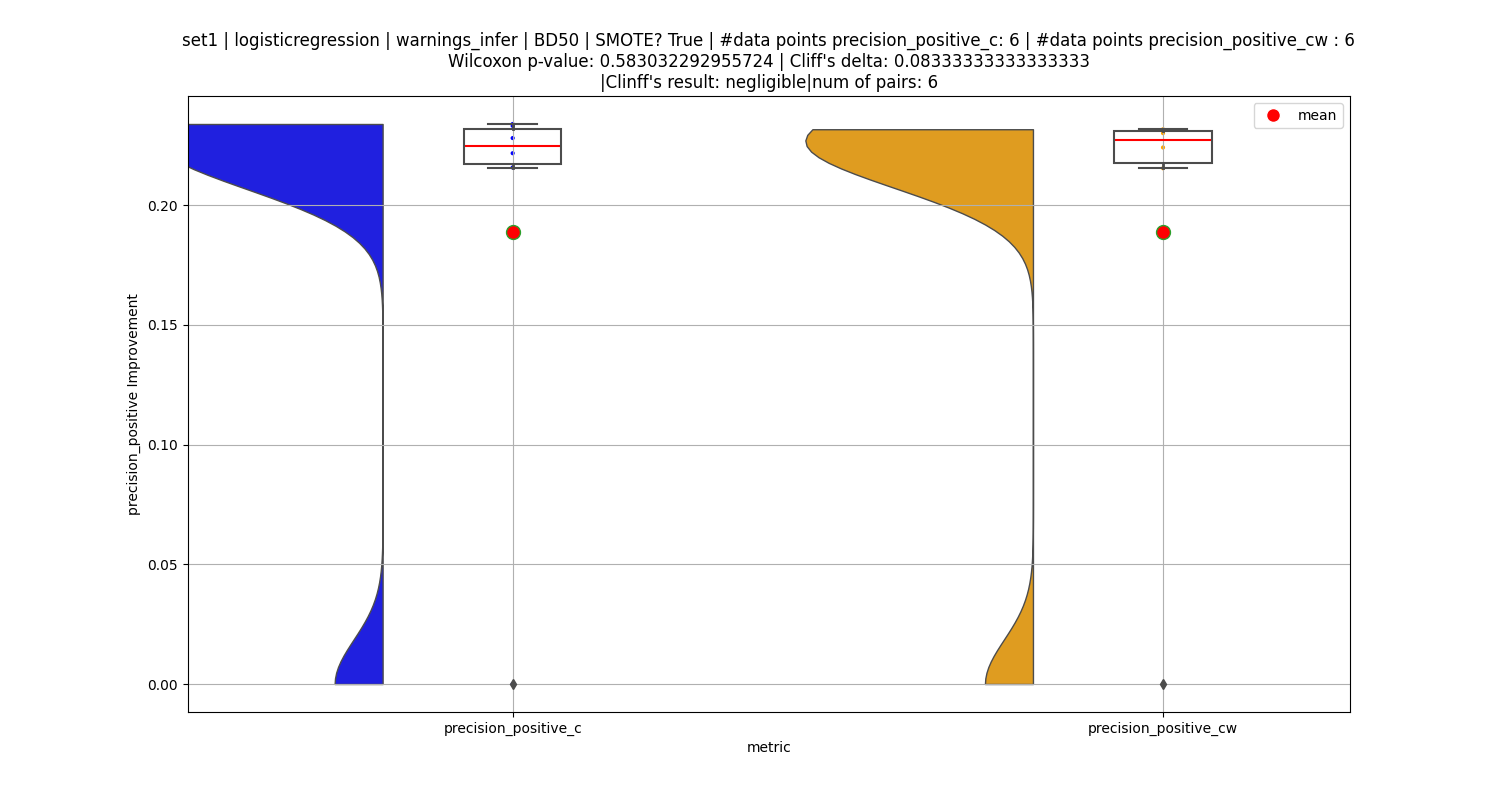 set1 | logisticregression | warnings_infer | BD50 | SMOTE? True | #data points precision_positive_c: 6 | #data points precision_positive_cw : 6
Wilcoxon p-value: 0.583032292955724 | Cliff's delta: 0.08333333333333333
|Clinff's result: negligible|num of pairs: 6
mean
precision_positive Improvement
0.20
0.15
0.10
0.05
0.00
precision_positive_c
precision_positive_cw
metric